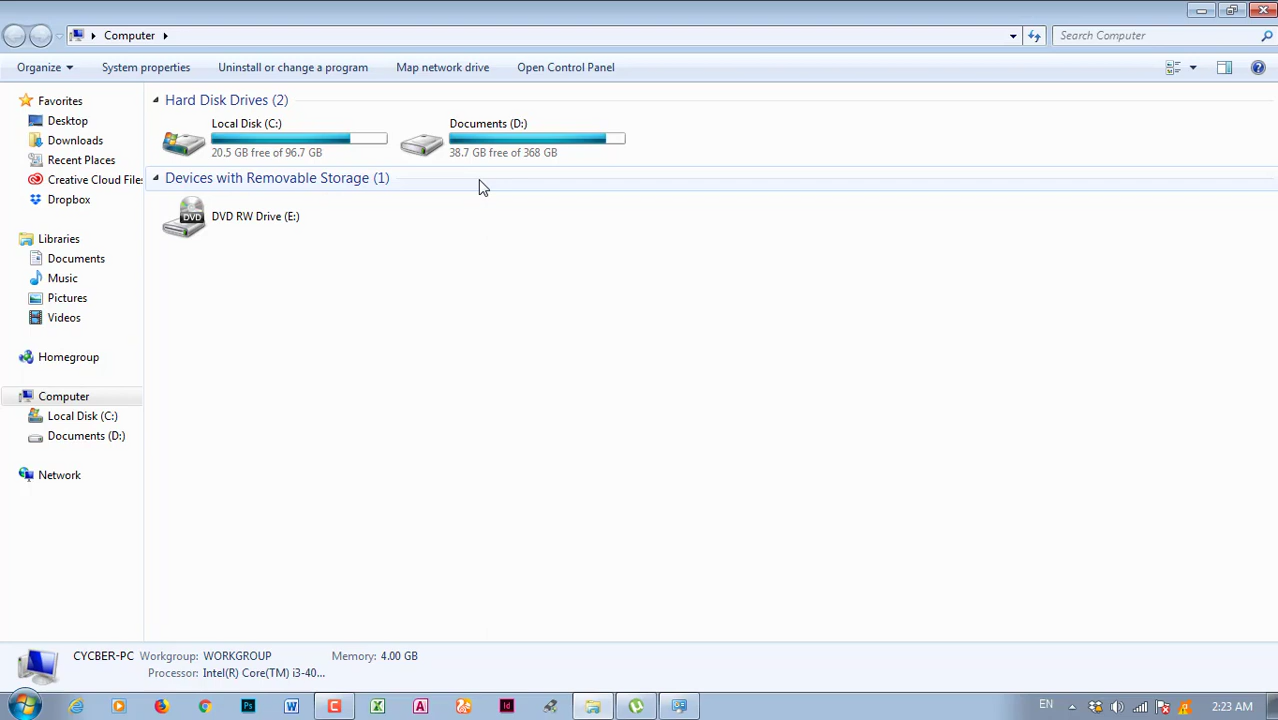 Computer
Search Computer
Organize
System properties
Uninstall or change a program
Map network drive
Open Control Panel
Favorites
Desktop
Downloads
Recent Places
Creative Cloud File
Dropbox
Libraries
Documents
Music
Pictures
Videos
Homegroup
Computer
Local Disk (C:)
Documents (D:)
Network
Hard Disk Drives (2)
Local Disk (C:)
20.5 GB free of 96.7 GB
Documents (D:)
38.7 GB free of 368 GB
Devices with Removable Storage (1)
DVD
DVD RW Drive (E:)
CYCBER-PC Workgroup: WORKGROUP Memory: 4.00 GB
Processor: Intel(R) Core(TM) i3-40...
Ps
W
C
X
A
Id
EN
2:23 AM